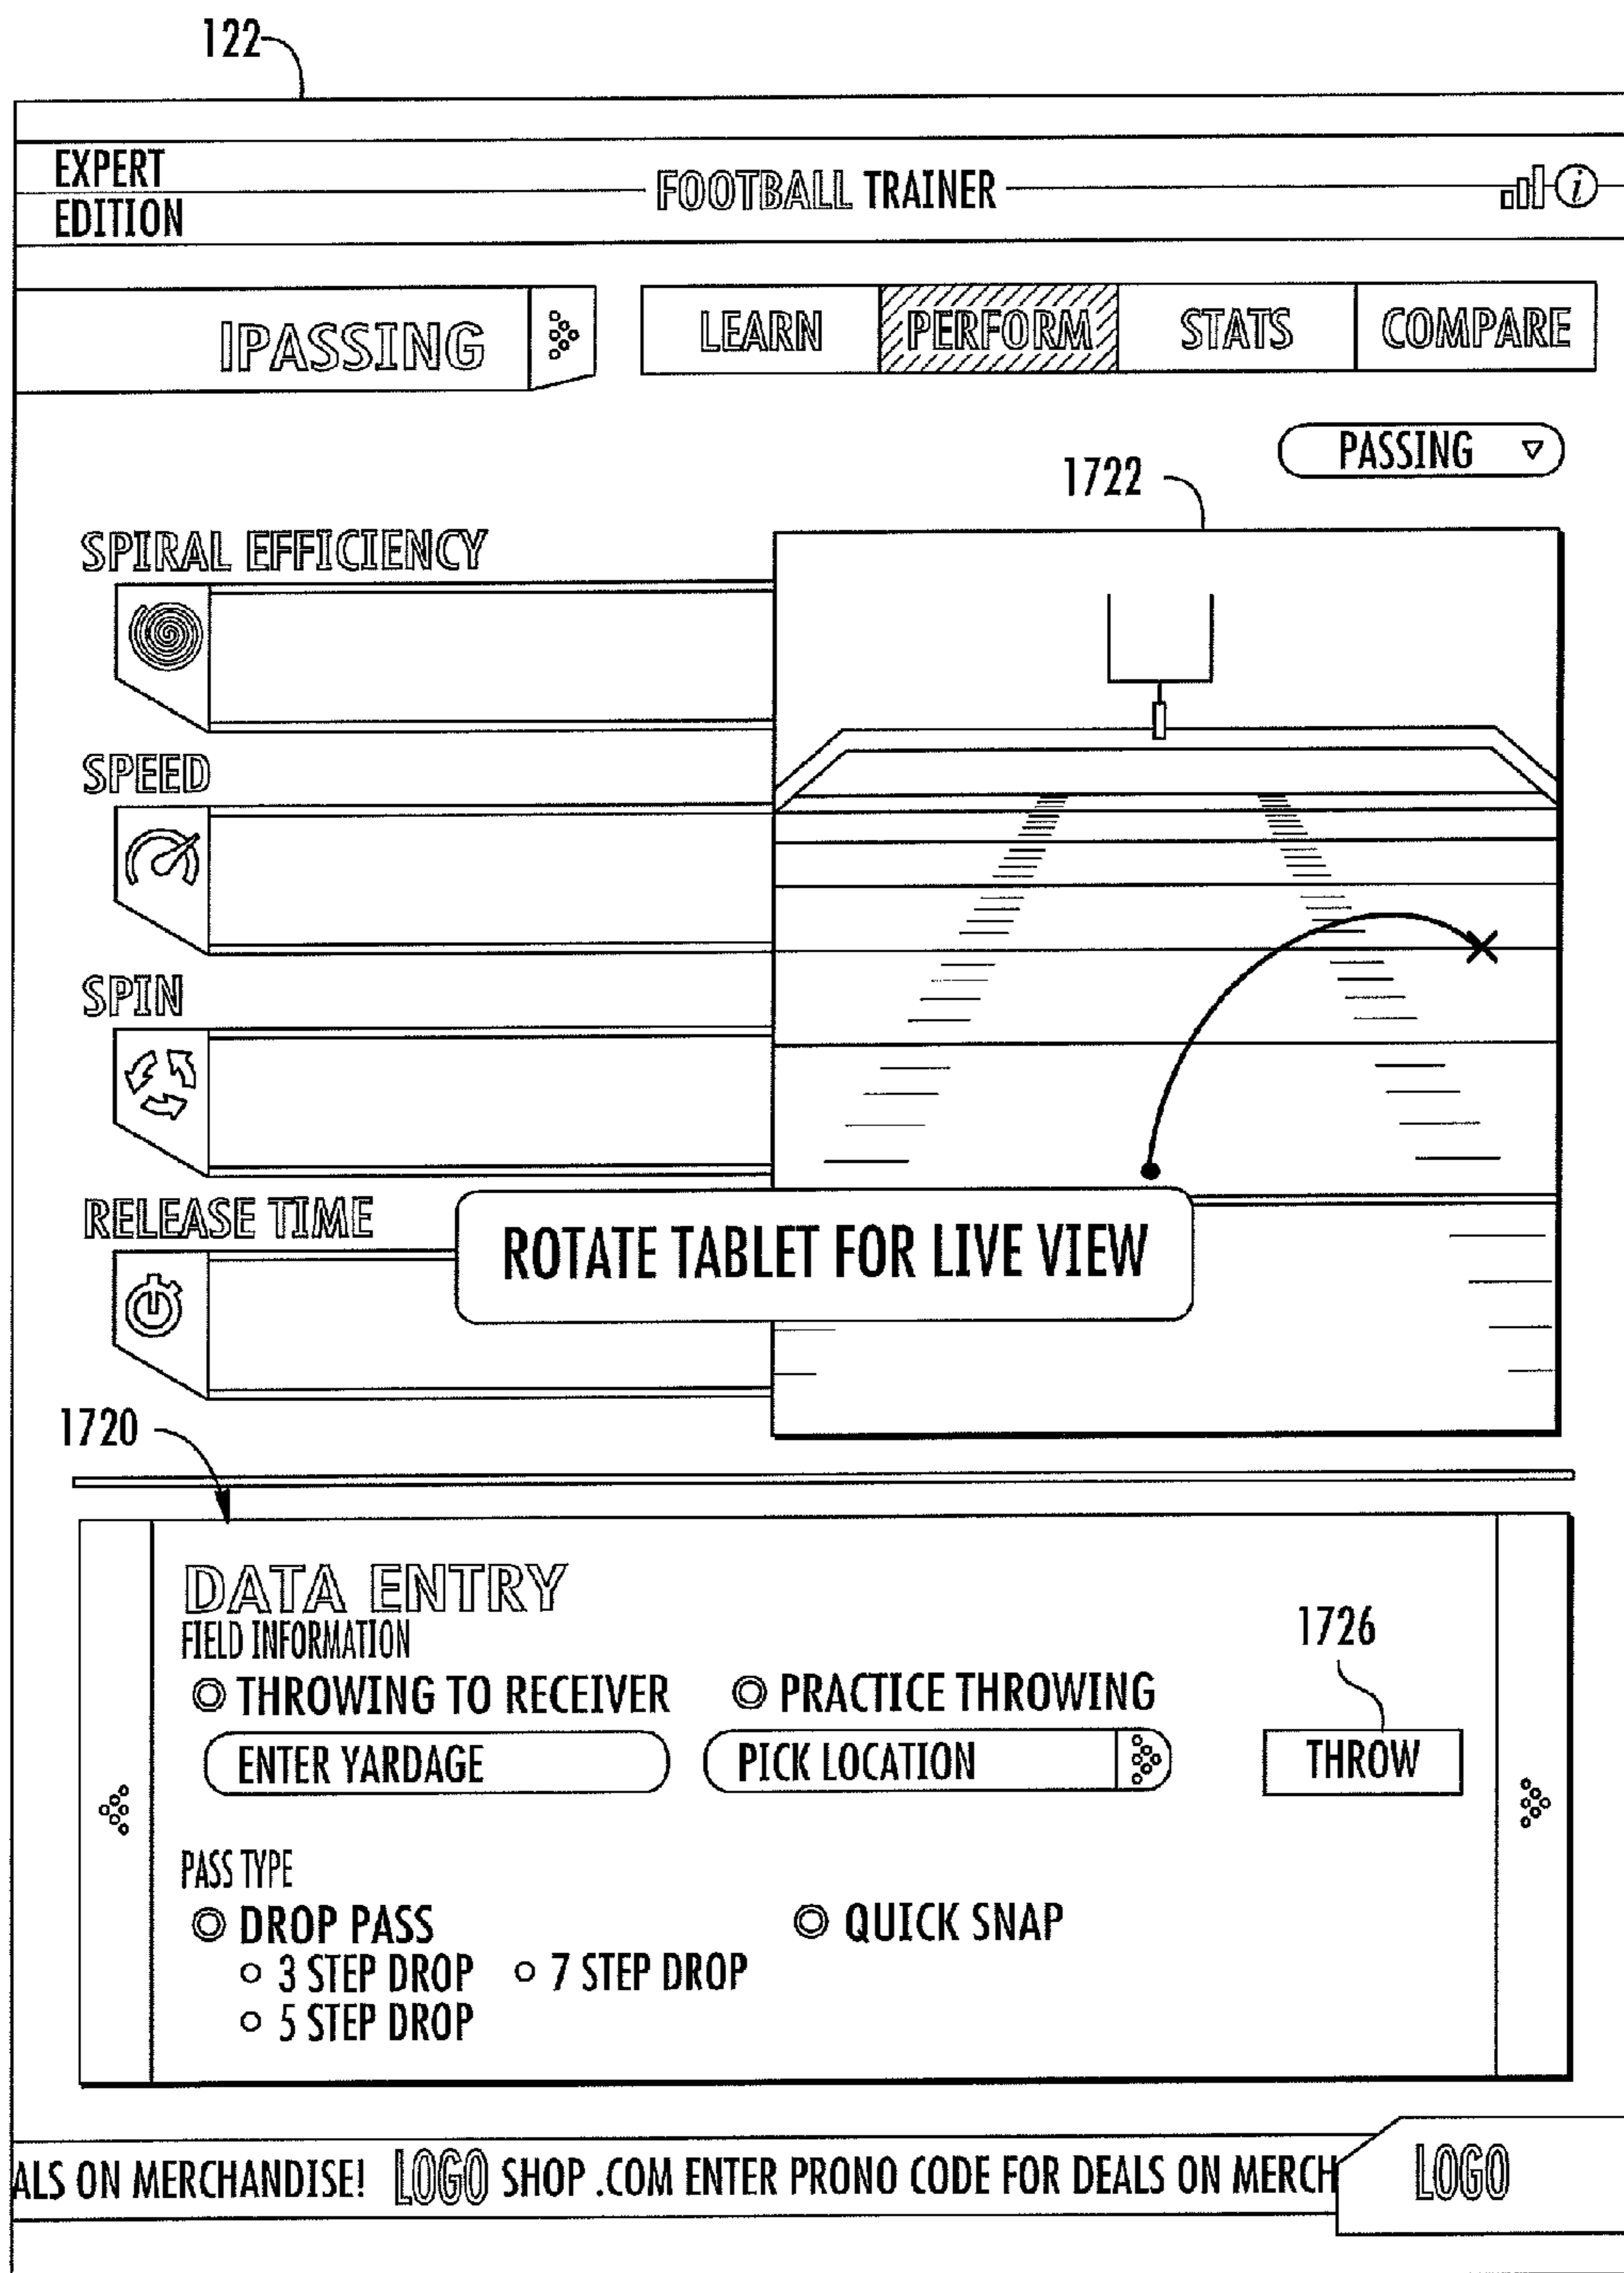 122
EXPERT
EDITION
FOOTBALL TRAINER
i
PASSING
LEARN
PERFORM
STATS
COMPARE
PASSING
1722
SPIRAL EFFICIENCY
SPEED
SPIN
RELEASE TIME
ROTATE TABLET FOR LIVE VIEW
1720
DATA ENTRY
FIELD INFORMATION
THROWING TO RECEIVER
PRACTICE THROWING
1726
ENTER YARDAGE
PICK LOCATION
THROW
PASS TYPE
DROP PASS
QUICK SNAP
3 STEP DROP
7 STEP DROP
5 STEP DROP
ALS ON MERCHANDISE! LOGO SHOP .COM ENTER PRONO CODE FOR DEALS ON MERCH
LOGO